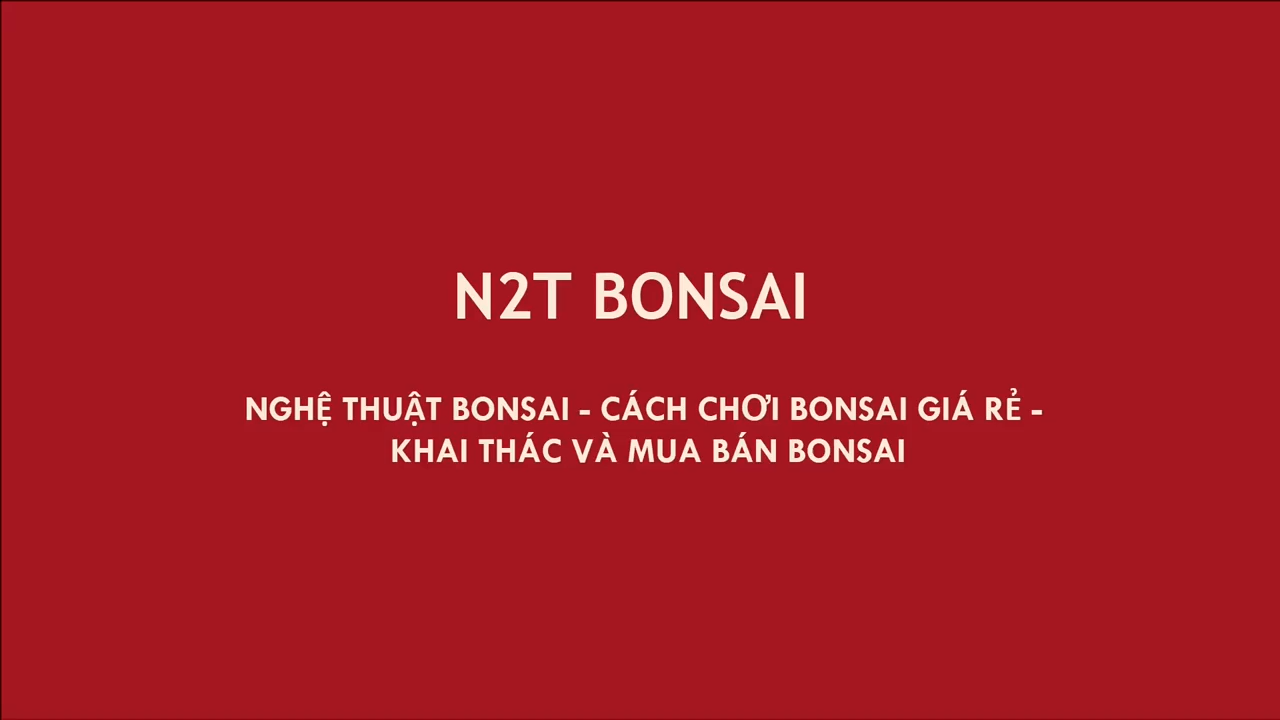 N2T BONSAI
NGHỆ THUẬT BONSAI - CÁCH CHƠI BONSAI GIÁ RẺ -
KHAI THÁC VÀ MUA BÁN BONSAI